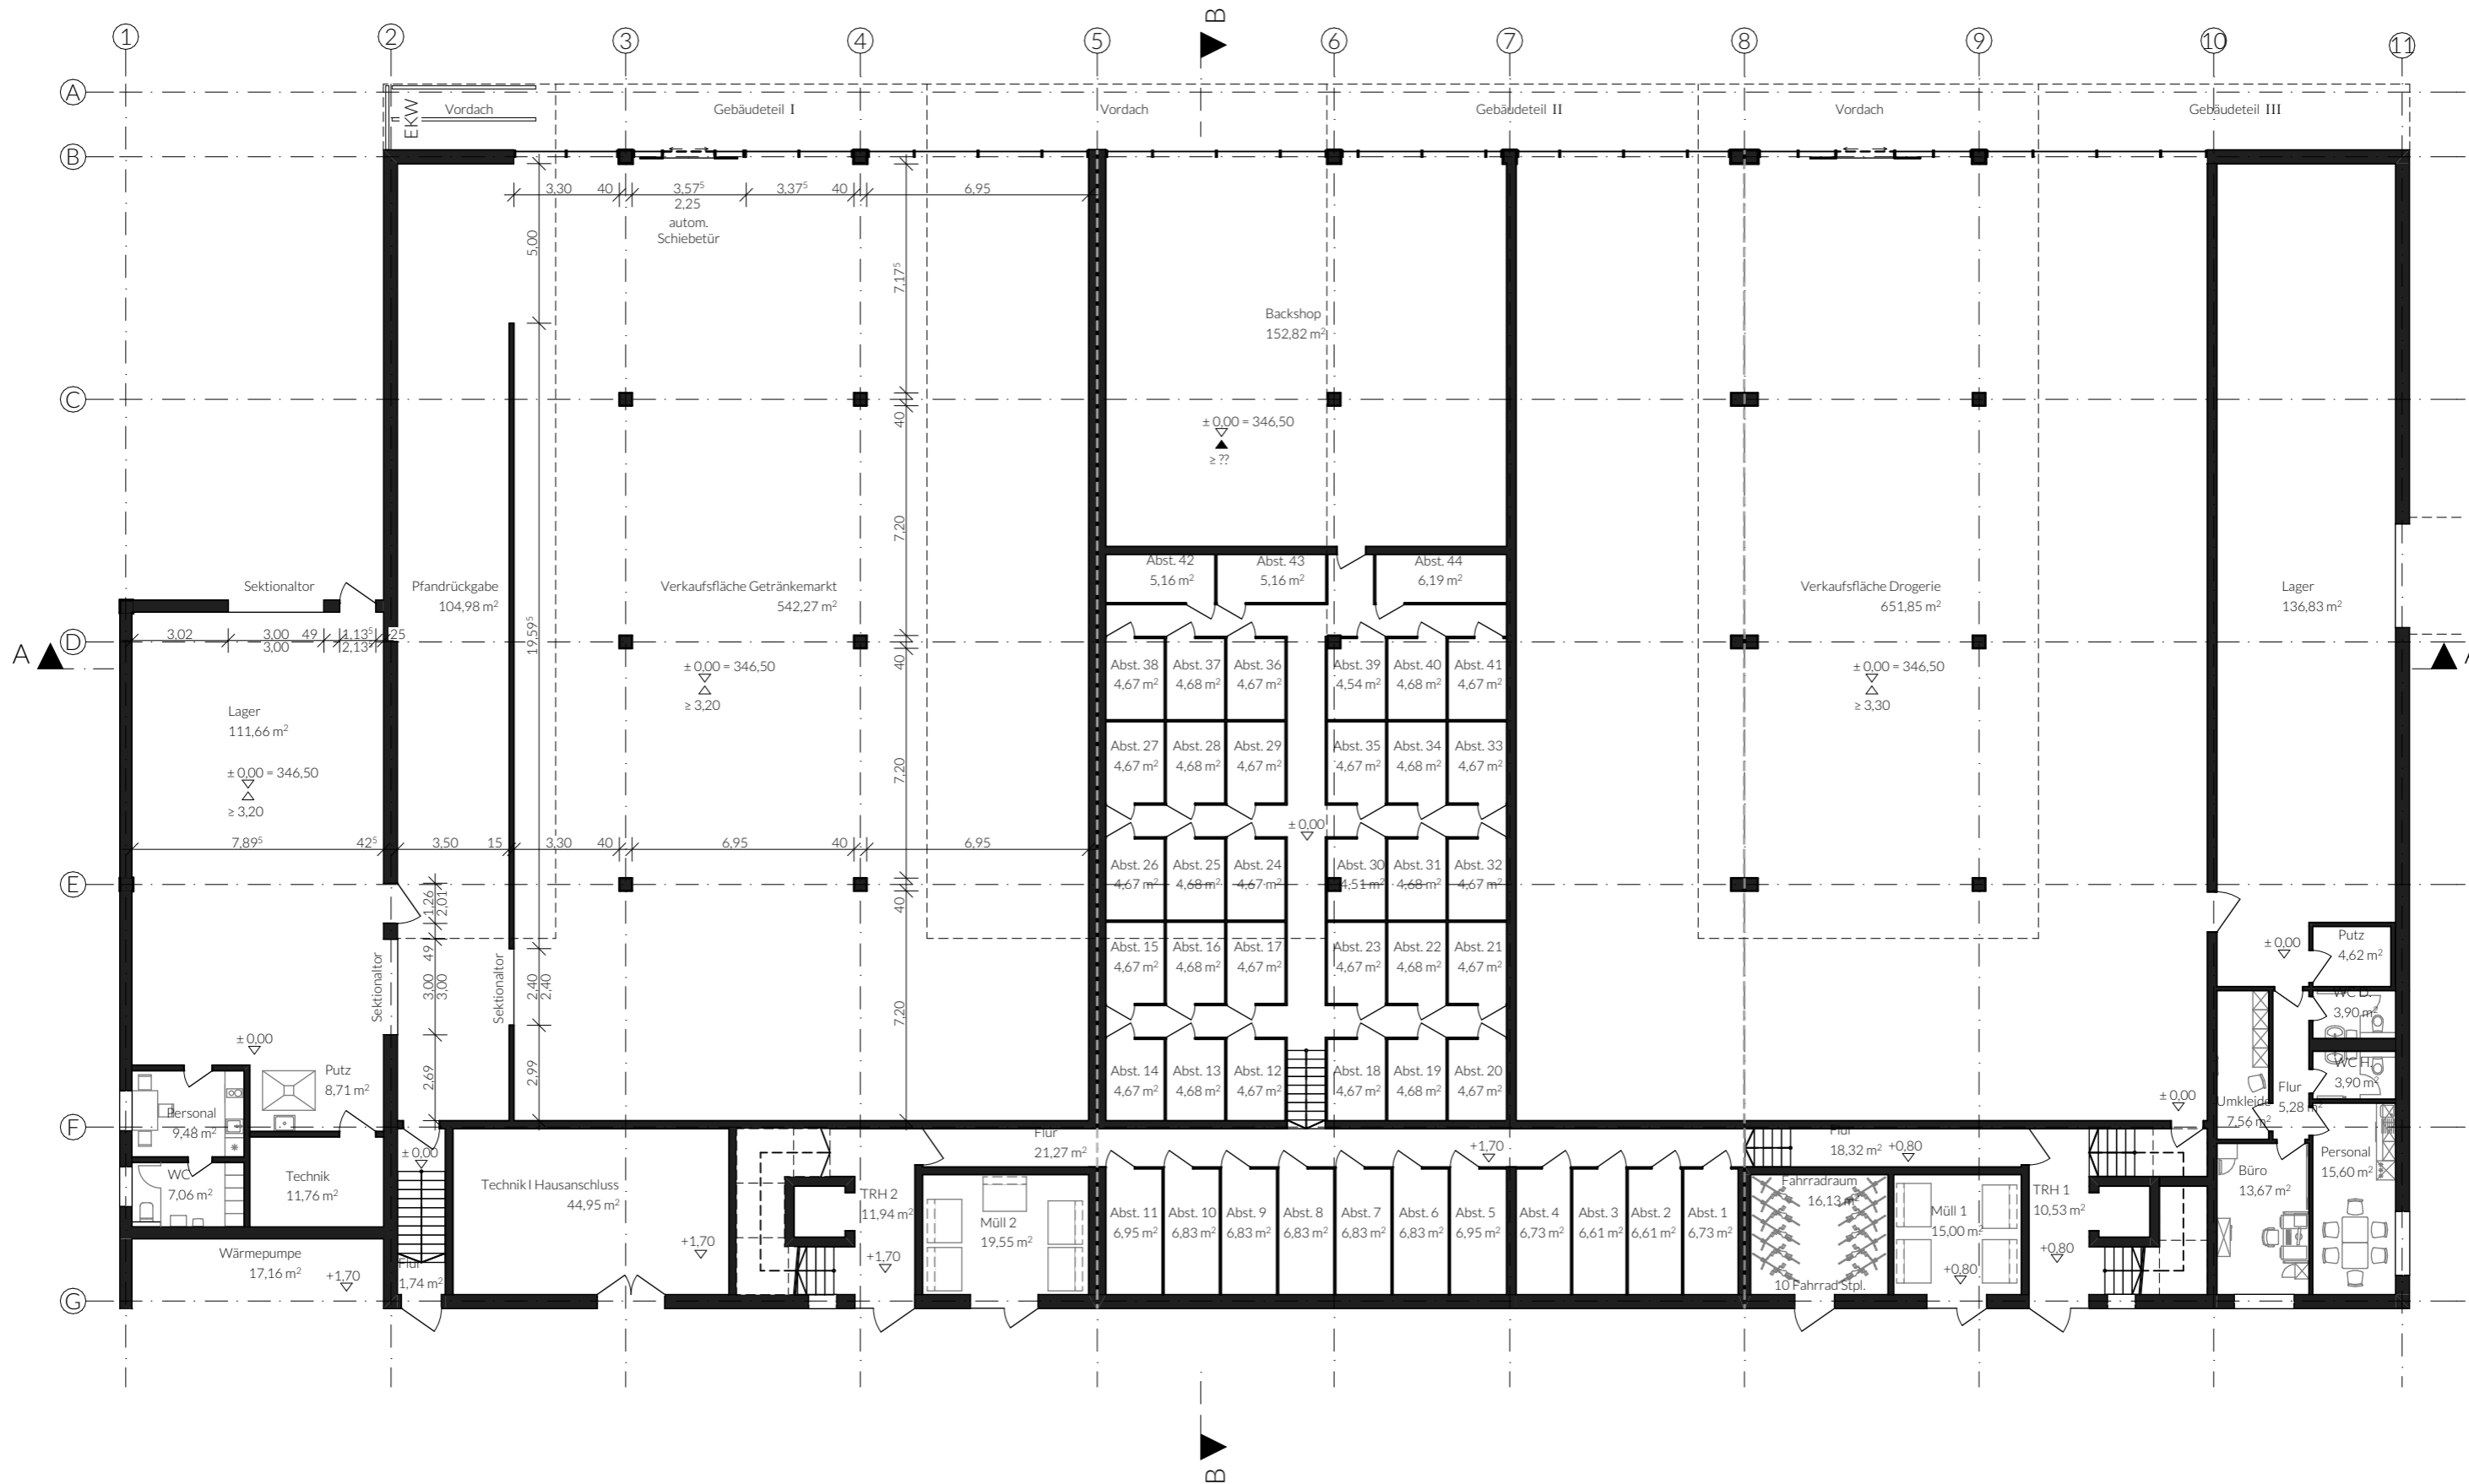 1 2 3 4 5 6 7 8 9 10 11
B
A
EKW
Vordach
Gebäudeteil I
Vordach
Gebäudeteil II
Vordach
Gebäudeteil III
B
3,30 40 3,57⁵ 3,37⁵ 40 6,95
2,25
autom.
Schiebetür
5,00
7,17⁵
Backshop
152,82 m²
C
40
± 0,00 = 346,50
≥ ??
7,20
Abst. 42
5,16 m²
Abst. 43
5,16 m²
Abst. 44
6,19 m²
Sektionaltor
Pfandrückgabe
104,98 m²
Verkaufsfläche Getränkemarkt
542,27 m²
Verkaufsfläche Drogerie
651,85 m²
Lager
136,83 m²
D
3,02 3,00 49 1,13⁵ 25
3,00 2,13⁵
19,59⁵
40
A
± 0,00 = 346,50
≥ 3,20
± 0,00 = 346,50
≥ 3,30
Abst. 38
4,67 m²
Abst. 37
4,68 m²
Abst. 36
4,67 m²
Abst. 39
4,54 m²
Abst. 40
4,68 m²
Abst. 41
4,67 m²
Lager
111,66 m²
± 0,00 = 346,50
≥ 3,20
7,20
Abst. 27
4,67 m²
Abst. 28
4,68 m²
Abst. 29
4,67 m²
Abst. 35
4,67 m²
Abst. 34
4,68 m²
Abst. 33
4,67 m²
± 0,00
7,89⁵ 42⁵ 3,50 15 3,30 40 6,95 40 6,95
E
1,26
2,01
40
Abst. 26
4,67 m²
Abst. 25
4,68 m²
Abst. 24
4,67 m²
Abst. 30
4,51 m²
Abst. 31
4,68 m²
Abst. 32
4,67 m²
49
Sektionaltor
3,00
3,00
Sektionaltor
2,40
2,40
7,20
Abst. 15
4,67 m²
Abst. 16
4,68 m²
Abst. 17
4,67 m²
Abst. 23
4,67 m²
Abst. 22
4,68 m²
Abst. 21
4,67 m²
± 0,00
Putz
4,62 m²
WC D.
3,90 m²
± 0,00
Putz
8,71 m²
2,69
2,99
Abst. 14
4,67 m²
Abst. 13
4,68 m²
Abst. 12
4,67 m²
Abst. 18
4,67 m²
Abst. 19
4,68 m²
Abst. 20
4,67 m²
WC H.
3,90 m²
Flur
5,28 m²
Umkleide
7,56 m²
± 0,00
Personal
9,48 m²
F
± 0,00
Flur
21,27 m²
+1,70
Flur
18,32 m²
+0,80
WC
7,06 m²
Technik
11,76 m²
Technik I Hausanschluss
44,95 m²
+1,70
TRH 2
11,94 m²
+1,70
Müll 2
19,55 m²
Abst. 11
6,95 m²
Abst. 10
6,83 m²
Abst. 9
6,83 m²
Abst. 8
6,83 m²
Abst. 7
6,83 m²
Abst. 6
6,83 m²
Abst. 5
6,95 m²
Abst. 4
6,73 m²
Abst. 3
6,61 m²
Abst. 2
6,61 m²
Abst. 1
6,73 m²
Fahrradraum
16,13 m²
10 Fahrrad Stpl.
Müll 1
15,00 m²
+0,80
TRH 1
10,53 m²
+0,80
Büro
13,67 m²
Personal
15,60 m²
Wärmepumpe
17,16 m²
+1,70
Flur
1,74 m²
G
B